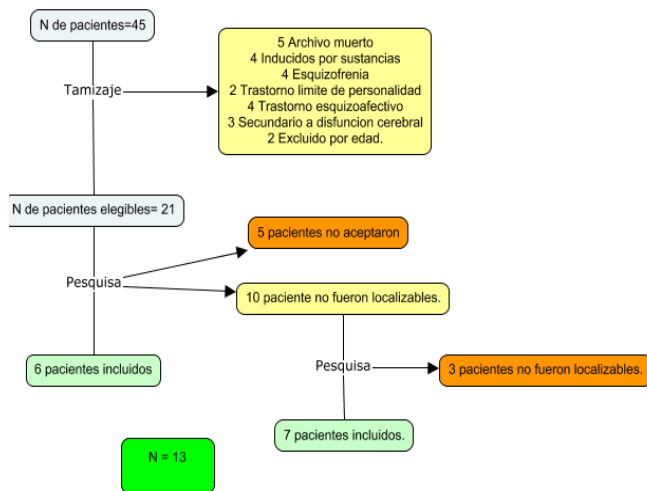 N de pacientes=45
Tamizaje
5 Archivo muerto
4 Inducidos por sustancias
4 Esquizofrenia
2 Trastorno limite de personalidad
4 Trastorno esquizoafectivo
3 Secundario a disfuncion cerebral
2 Excluido por edad.
N de pacientes elegibles= 21
5 pacientes no aceptaron
Pesquisa
10 paciente no fueron localizables.
6 pacientes incluidos
Pesquisa
3 pacientes no fueron localizables.
7 pacientes incluidos.
N = 13